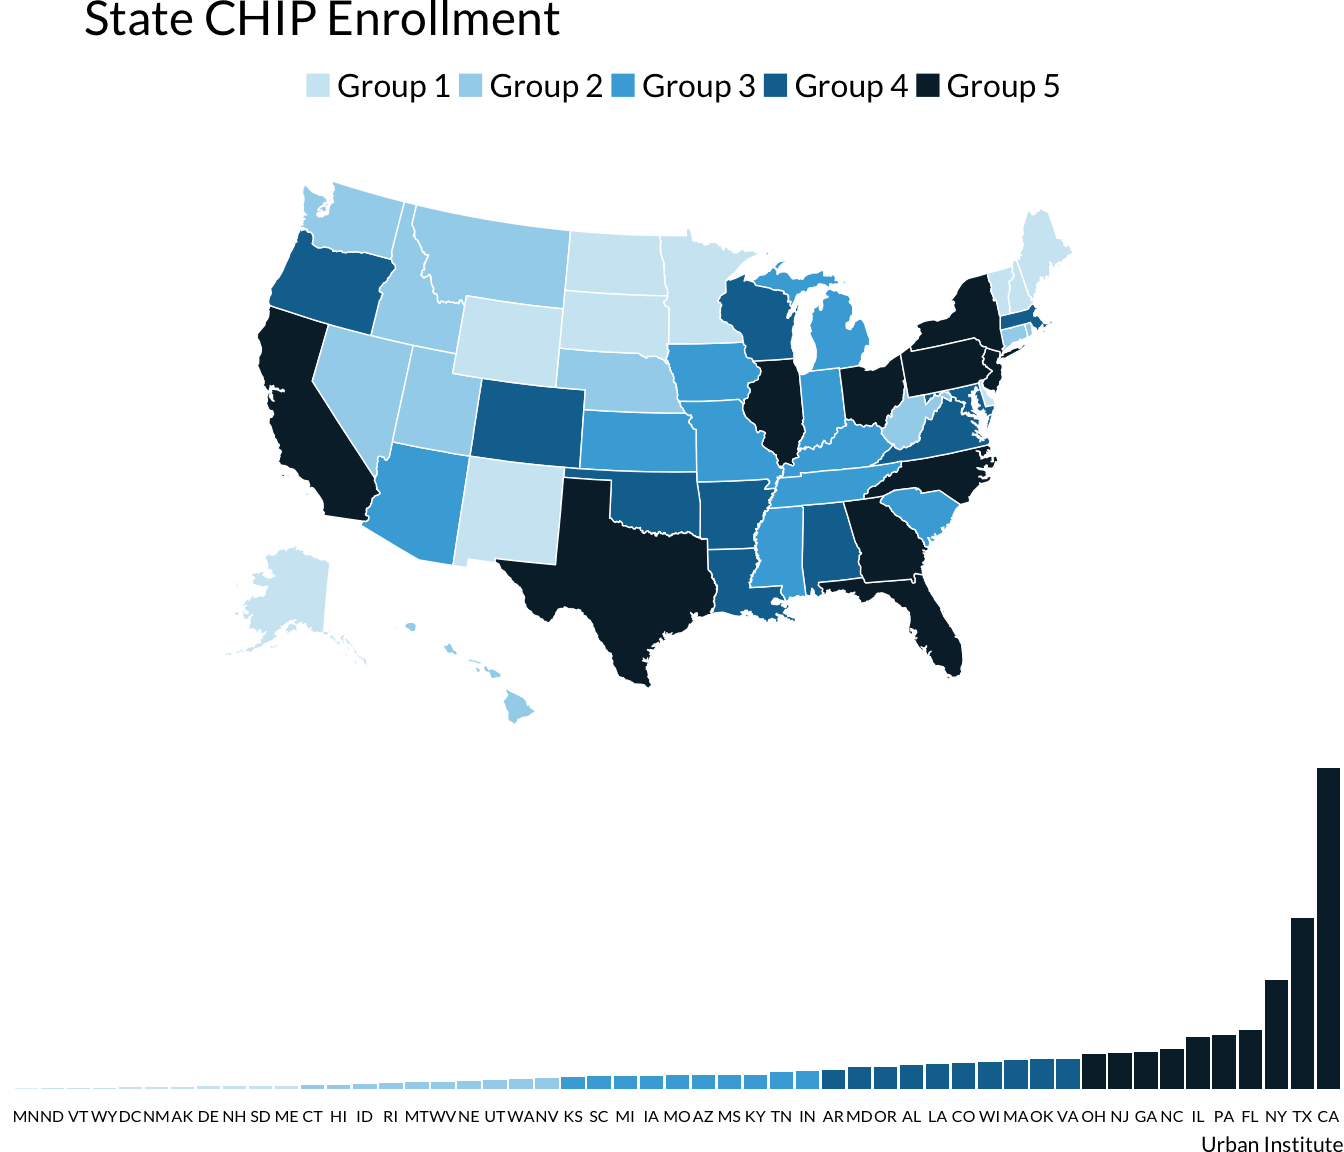 State CHIP Enrollment
Group 1 Group 2 Group 3 Group 4 Group 5
MN ND VT WY DC NM AK DE NH SD ME CT HI ID RI MT WV NE UT WA NV KS SC MI IA MO AZ MS KY TN IN AR MD OR AL LA CO WI MA OK VA OH NJ GA NC IL PA FL NY TX CA
Urban Institute